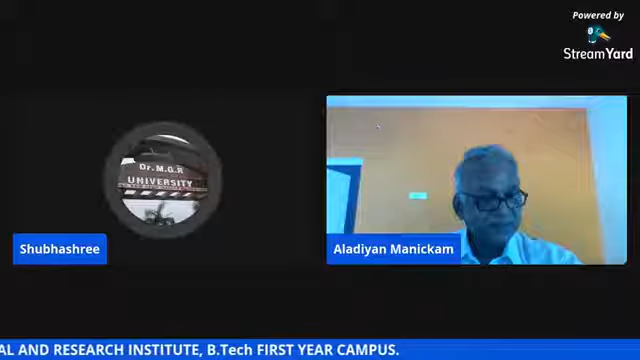 Powered by
StreamYard
Dr. M.G.R
UNIVERSITY
Shubhashree
Aladiyan Manickam
AL AND RESEARCH INSTITUTE, B.Tech FIRST YEAR CAMPUS.